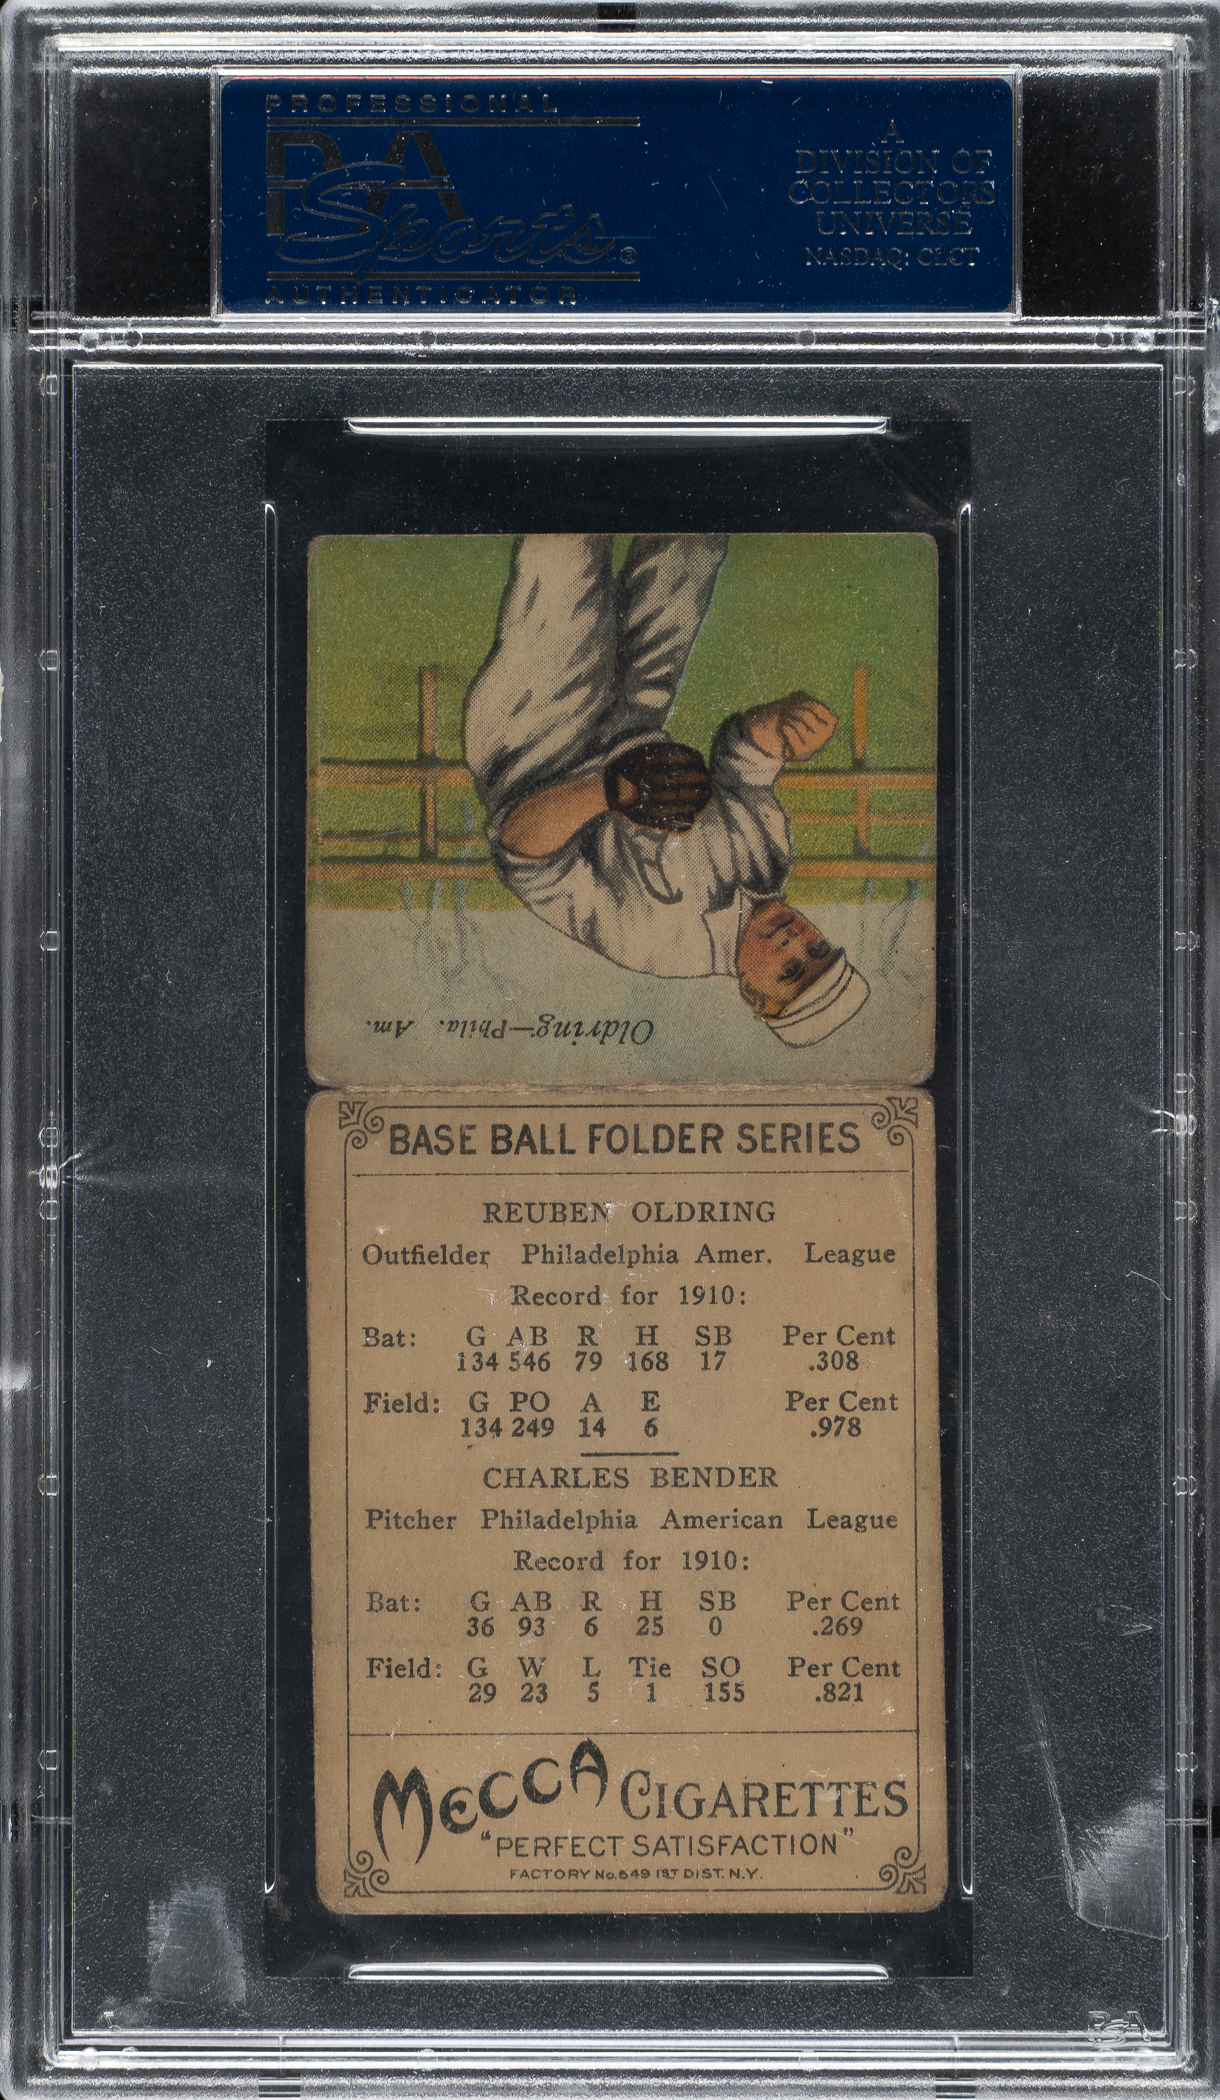 PROFESSIONAL
PSA
Sports®
AUTHENTICATOR
A
DIVISION OF
COLLECTORS
UNIVERSE
NASDAQ: CLCT
Oldring—Phila. Am.
BASE BALL FOLDER SERIES
REUBEN OLDRING
Outfielder Philadelphia Amer. League
Record for 1910:
Bat: G AB R H SB Per Cent
134 546 79 168 17 .308
Field: G PO A E Per Cent
134 249 14 6 .978
CHARLES BENDER
Pitcher Philadelphia American League
Record for 1910:
Bat: G AB R H SB Per Cent
36 93 6 25 0 .269
Field: G W L Tie SO Per Cent
29 23 5 1 155 .821
MECCA CIGARETTES
"PERFECT SATISFACTION"
FACTORY No.649 1ST DIST. N.Y.
PSA